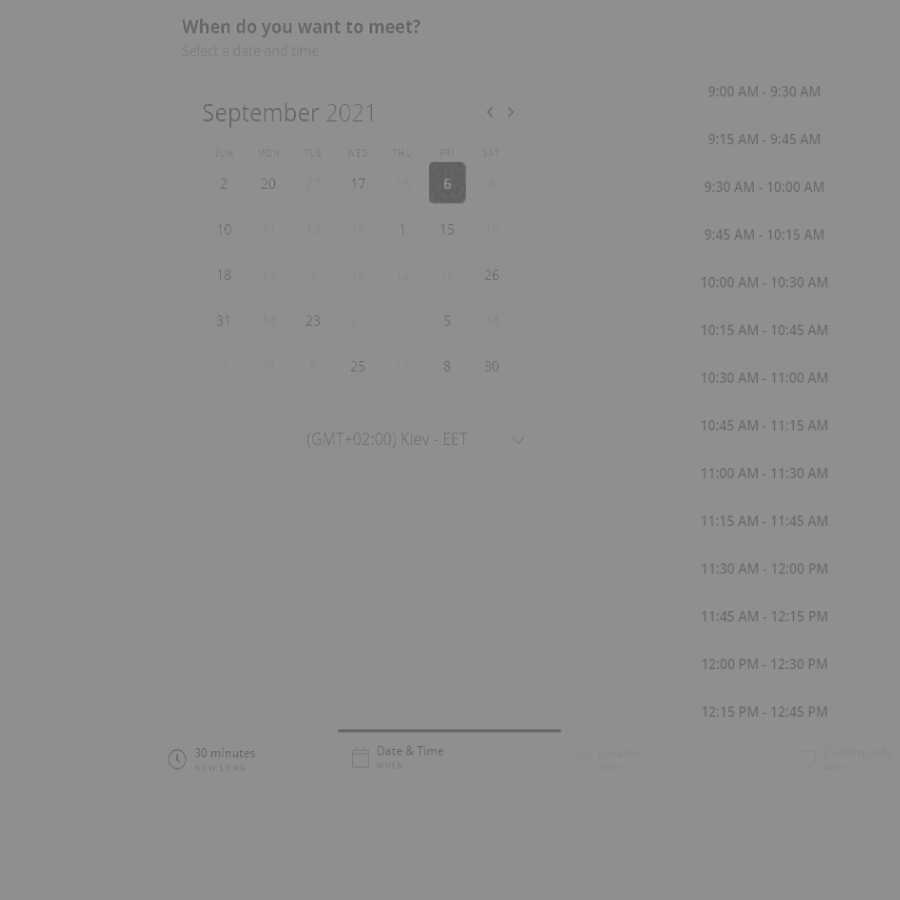 When do you want to meet?
Select a date and time
September 2021
SUN MON TUE WED THU FRI SAT
2 20 27 17 16 6 8
10 31 13 19 1 15
18 13 3 18 12 16 26
31 14 23 21 5 14
8 25 8 30
(GMT+02:00) Kiev - EET
9:00 AM - 9:30 AM
9:15 AM - 9:45 AM
9:30 AM - 10:00 AM
9:45 AM - 10:15 AM
10:00 AM - 10:30 AM
10:15 AM - 10:45 AM
10:30 AM - 11:00 AM
10:45 AM - 11:15 AM
11:00 AM - 11:30 AM
11:15 AM - 11:45 AM
11:30 AM - 12:00 PM
11:45 AM - 12:15 PM
12:00 PM - 12:30 PM
12:15 PM - 12:45 PM
30 minutes
HOW LONG
Date & Time
WHEN
Location
Confirm Info